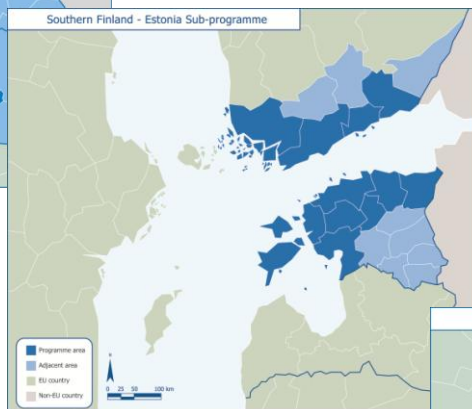 Southern Finland - Estonia Sub-programme
Programme area
Adjacent area
EU country
Non-EU country
0 25 50 100 km